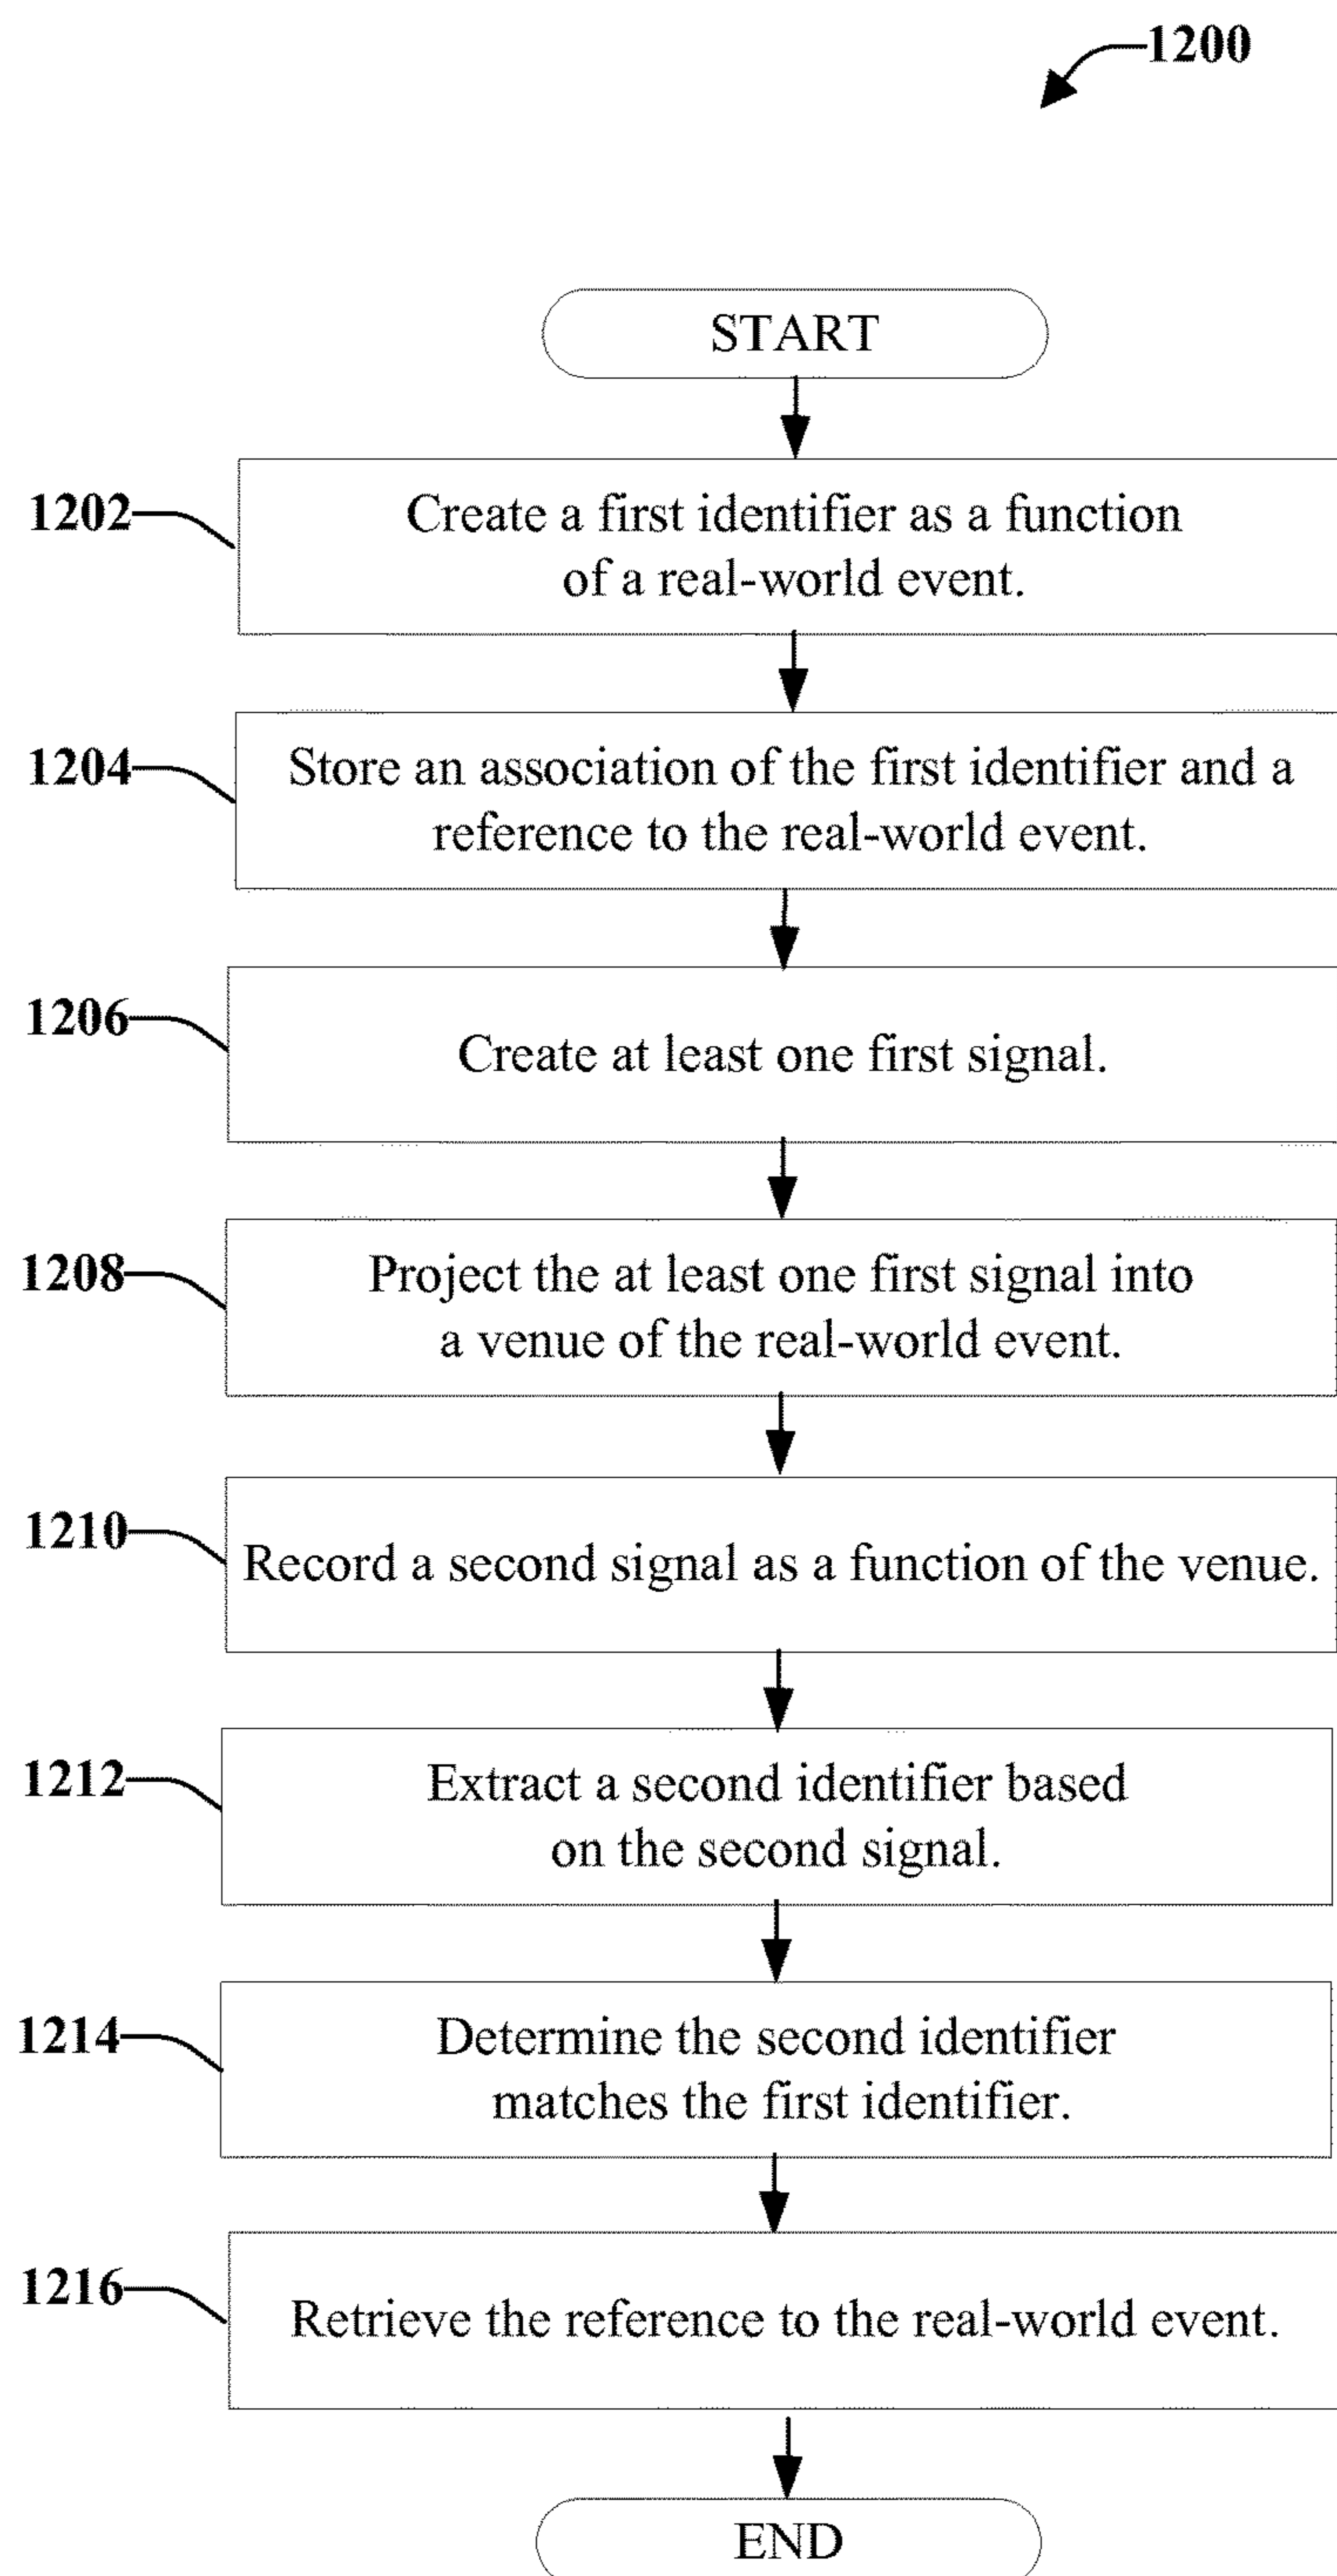 1200
START
1202
Create a first identifier as a function
of a real-world event.
1204
Store an association of the first identifier and a
reference to the real-world event.
1206
Create at least one first signal.
1208
Project the at least one first signal into
a venue of the real-world event.
1210
Record a second signal as a function of the venue.
1212
Extract a second identifier based
on the second signal.
1214
Determine the second identifier
matches the first identifier.
1216
Retrieve the reference to the real-world event.
END